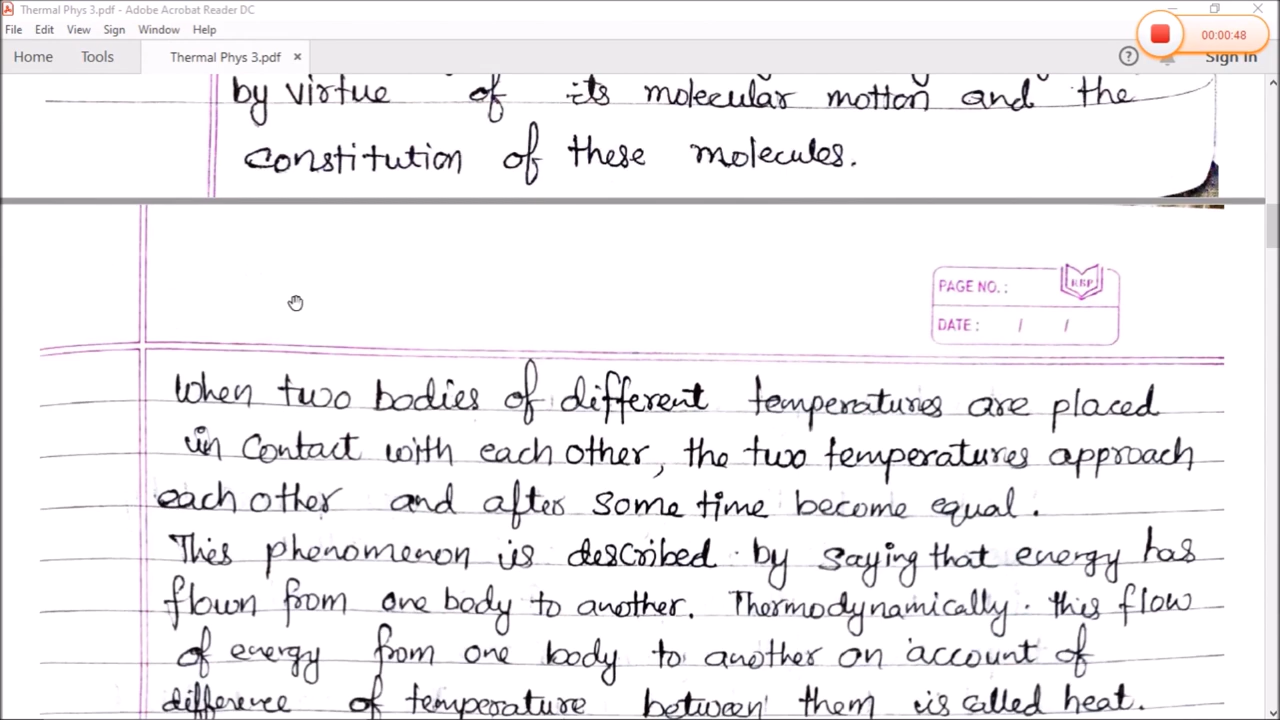 Thermal Phys 3.pdf - Adobe Acrobat Reader DC
File Edit View Sign Window Help
00:00:48
Home Tools Thermal Phys 3.pdf × ? Sign In
by virtue of its molecular motton and the
constitution of these molecules.
PAGE NO. : RRP
DATE : / /
When two bodies of different temperatures are placed
in Contact with each other, the two temperatures approach
each other and after some time become equal.
This phenomenon is described by saying that energy has
flown from one body to another. Thermodynamically. this flow
of energy from one body to another on account of
difference of temperature between them is called heat.